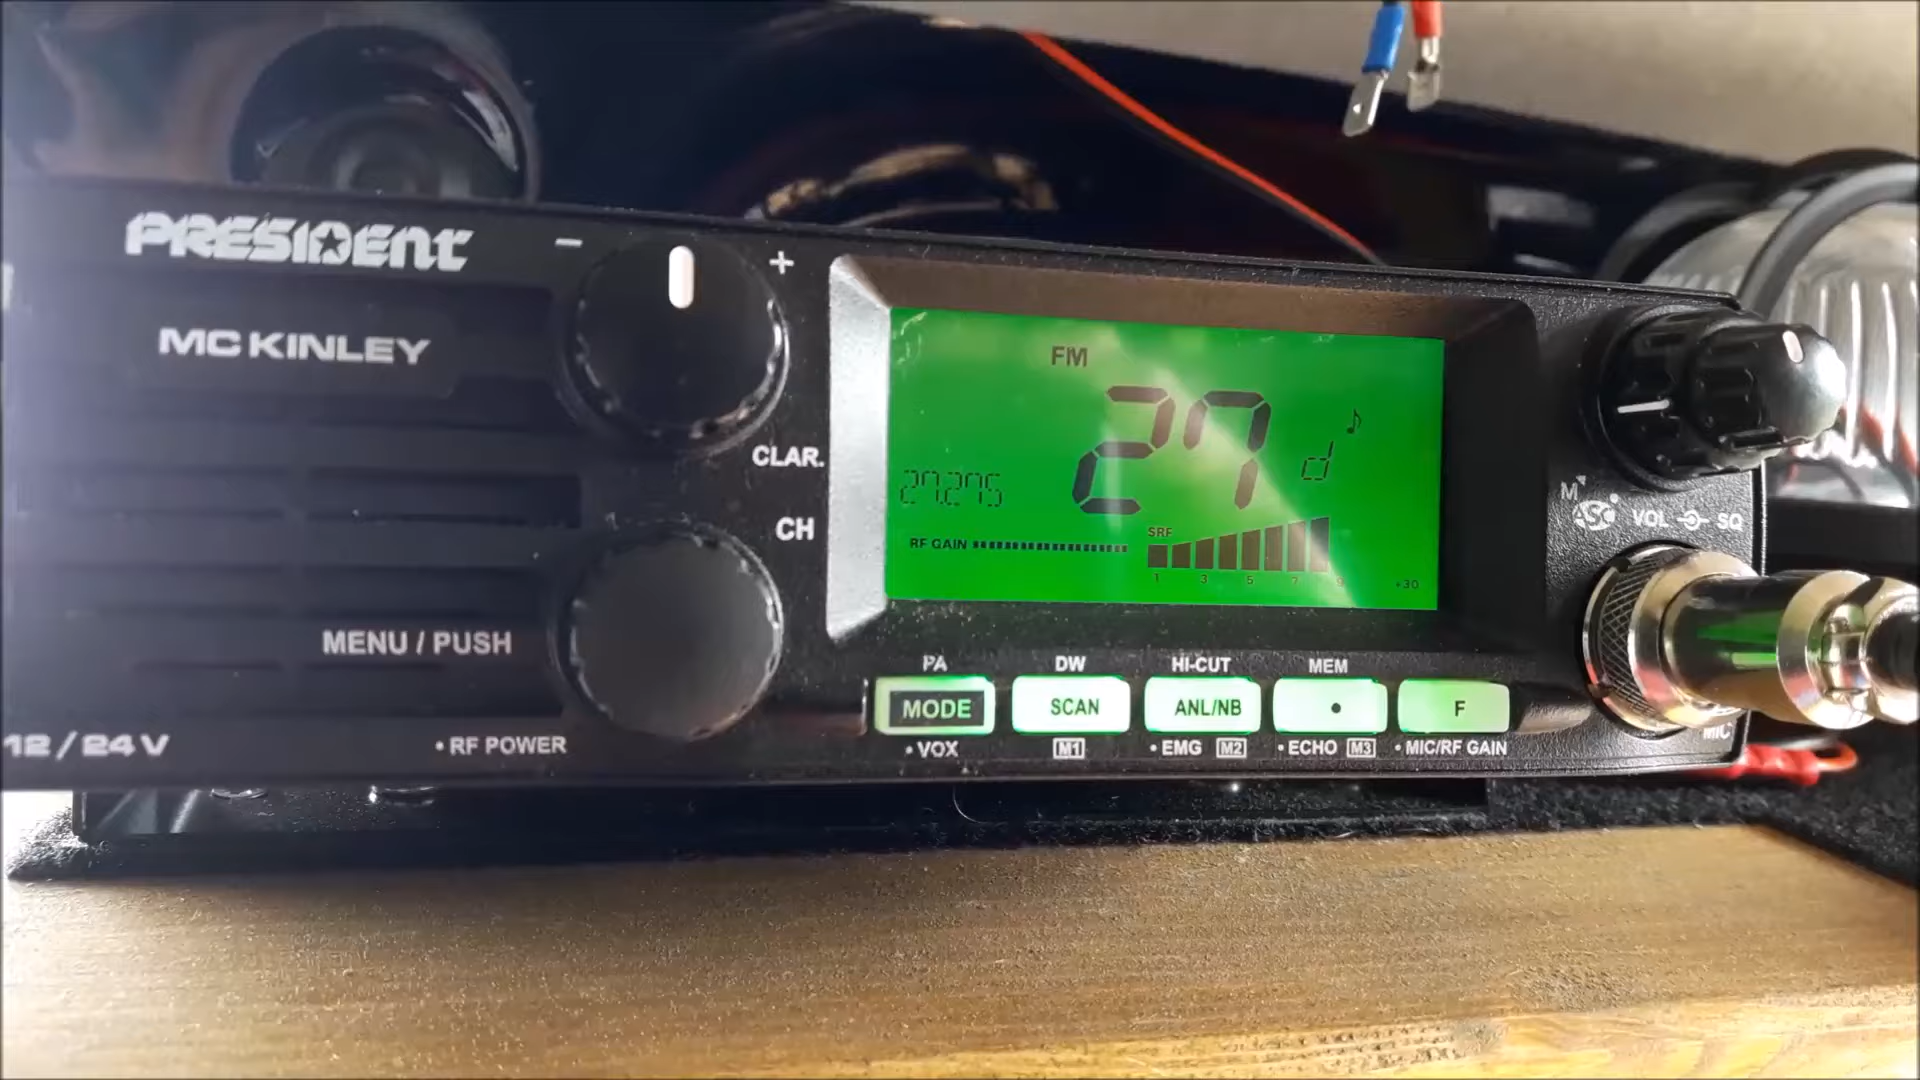 PRESIDENT
MC KINLEY
- +
CLAR.
CH
MENU / PUSH
12 / 24 V
• RF POWER
FM
27
d
27.275
RF GAIN
SRF
1 3 5 7 9 +30
PA DW HI-CUT MEM
MODE SCAN ANL/NB • F
• VOX M1 • EMG M2 • ECHO M3 • MIC/RF GAIN
M
ASC VOL SQ
MIC